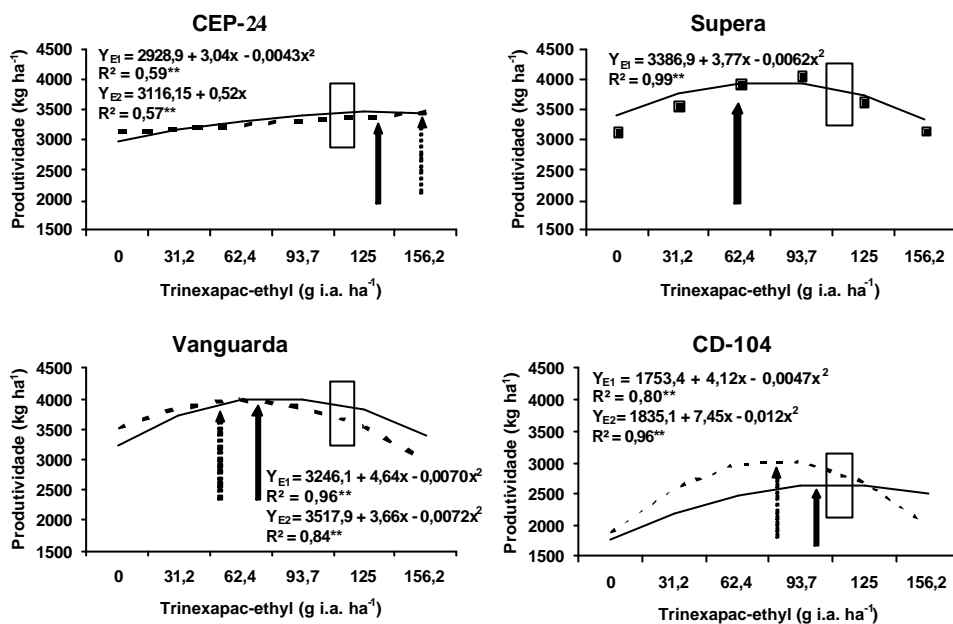 CEP-24
Y_E1 = 2928,9 + 3,04x - 0,0043x²
R² = 0,59**
Y_E2 = 3116,15 + 0,52x
R² = 0,57**
Produtividade (kg ha⁻¹)
4500
4000
3500
3000
2500
2000
1500
0 31,2 62,4 93,7 125 156,2
Trinexapac-ethyl (g i.a. ha⁻¹)
Supera
Y_E1 = 3386,9 + 3,77x - 0,0062x²
R² = 0,99**
Produtividade (kg ha⁻¹)
4500
4000
3500
3000
2500
2000
1500
0 31,2 62,4 93,7 125 156,2
Trinexapac-ethyl (g i.a. ha⁻¹)
Vanguarda
Produtividade (kg ha⁻¹)
4500
4000
3500
3000
2500
2000
1500
Y_E1 = 3246,1 + 4,64x - 0,0070x²
R² = 0,96**
Y_E2 = 3517,9 + 3,66x - 0,0072x²
R² = 0,84**
0 31,2 62,4 93,7 125 156,2
Trinexapac-ethyl (g i.a. ha⁻¹)
CD-104
Y_E1 = 1753,4 + 4,12x - 0,0047x²
R² = 0,80**
Y_E2 = 1835,1 + 7,45x -0,012x²
R² = 0,96**
Produtividade (kg ha⁻¹)
4500
4000
3500
3000
2500
2000
1500
0 31,2 62,4 93,7 125 156,2
Trinexapac-ethyl (g i.a. ha⁻¹)